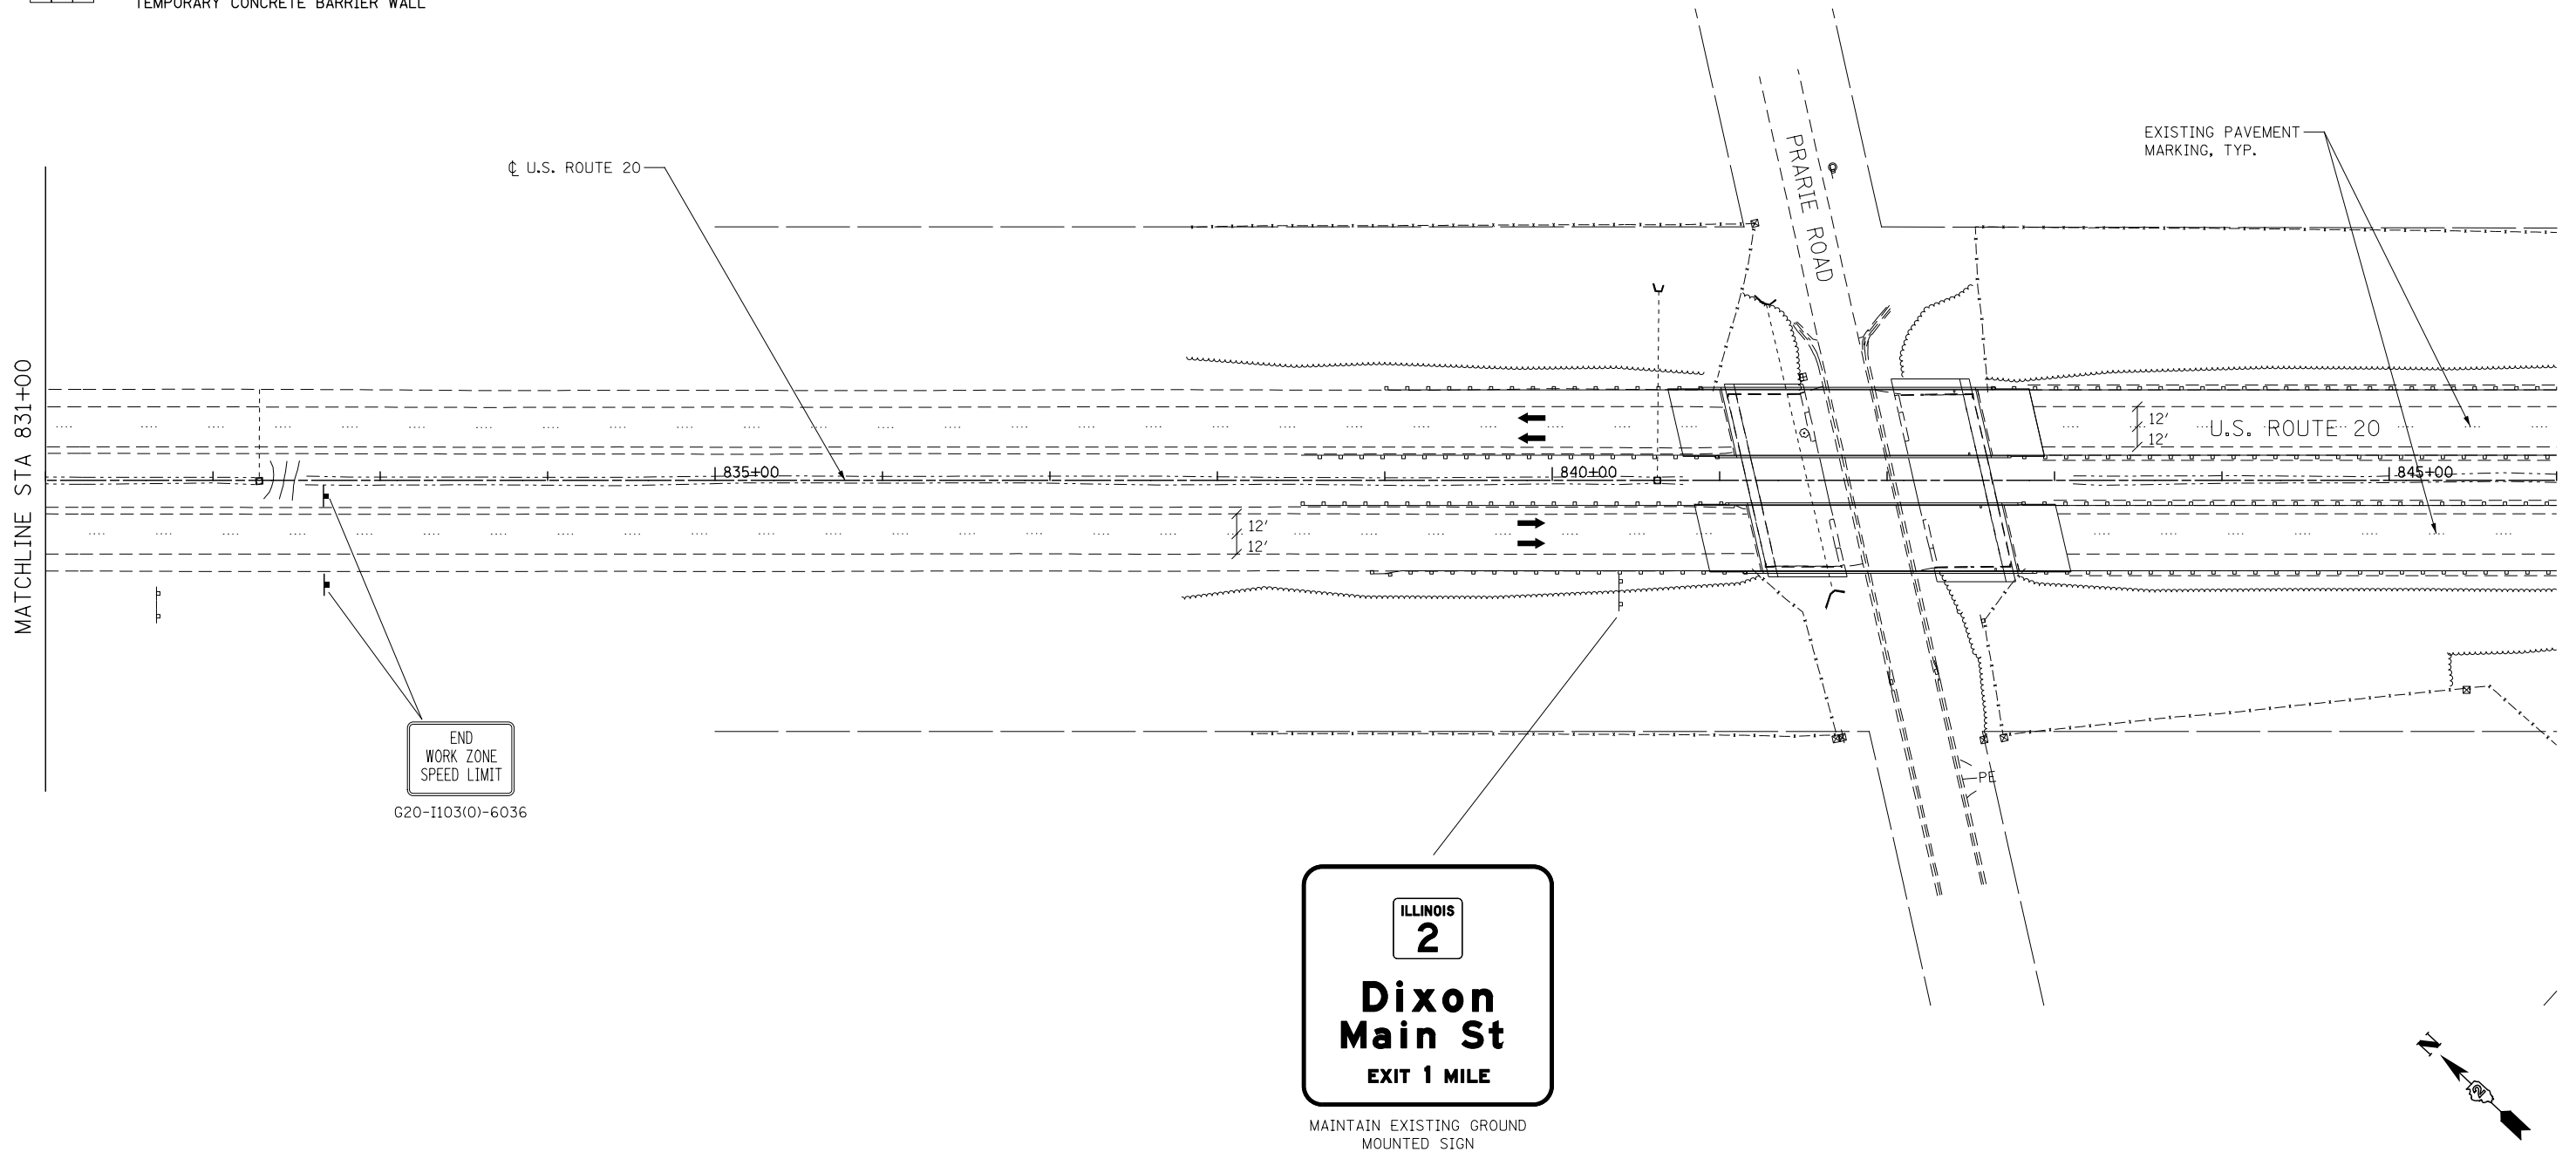 TEMPORARY CONCRETE BARRIER WALL
℄ U.S. ROUTE 20
PRARIE ROAD
EXISTING PAVEMENT
MARKING, TYP.
MATCHLINE STA 831+00
12'
12'
U.S. ROUTE 20
835+00
840+00
845+00
12'
12'
END
WORK ZONE
SPEED LIMIT
G20-I103(O)-6036
PE
ILLINOIS
2
Dixon
Main St
EXIT 1 MILE
MAINTAIN EXISTING GROUND
MOUNTED SIGN
N
2